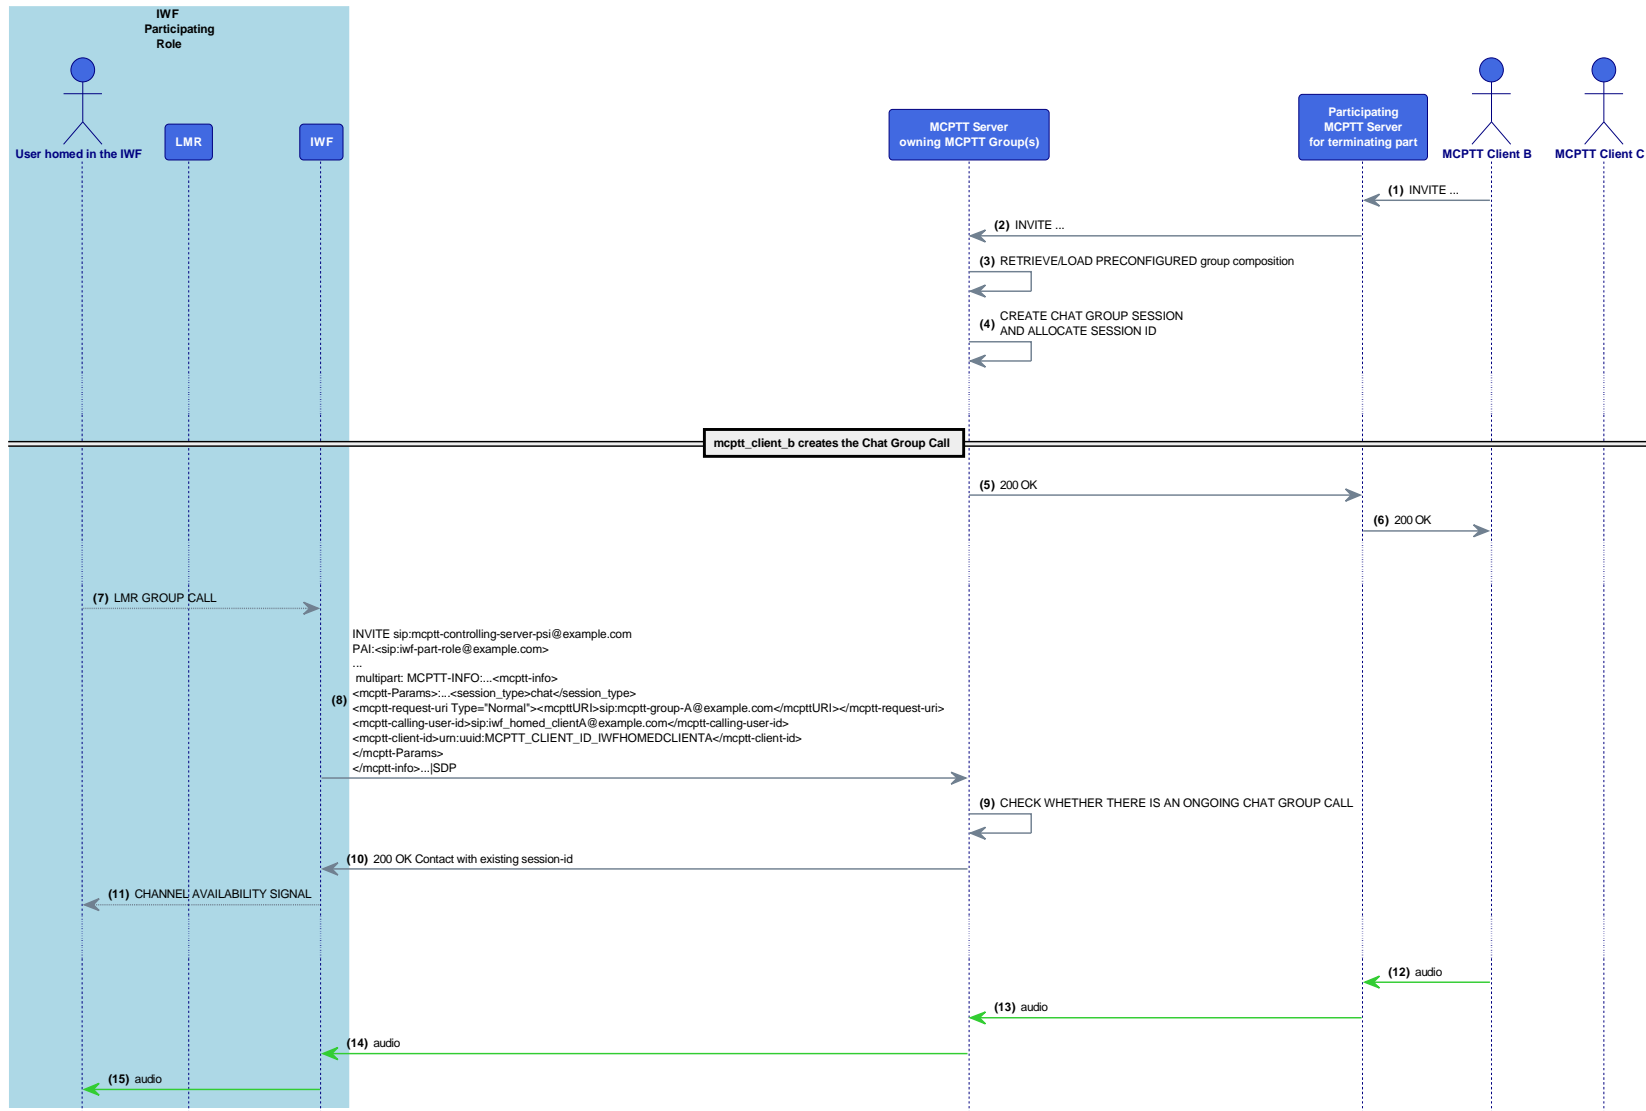 IWF
Participating
Role
User homed in the IWF
LMR
IWF
MCPTT Server
owning MCPTT Group(s)
Participating
MCPTT Server
for terminating part
MCPTT Client B
MCPTT Client C
(1) INVITE ...
(2) INVITE ...
(3) RETRIEVE/LOAD PRECONFIGURED group composition
(4) CREATE CHAT GROUP SESSION
AND ALLOCATE SESSION ID
mcptt_client_b creates the Chat Group Call
(5) 200 OK
(6) 200 OK
(7) LMR GROUP CALL
INVITE sip:mcptt-controlling-server-psi@example.com
PAI:<sip:iwf-part-role@example.com>
...
multipart: MCPTT-INFO:...<mcptt-info>
(8) <mcptt-Params>:...<session_type>chat</session_type>
<mcptt-request-uri Type="Normal"><mcpttURI>sip:mcptt-group-A@example.com</mcpttURI></mcptt-request-uri>
<mcptt-calling-user-id>sip:iwf_homed_clientA@example.com</mcptt-calling-user-id>
<mcptt-client-id>urn:uuid:MCPTT_CLIENT_ID_IWFHOMEDCLIENTA</mcptt-client-id>
</mcptt-Params>
</mcptt-info>...|SDP
(9) CHECK WHETHER THERE IS AN ONGOING CHAT GROUP CALL
(10) 200 OK Contact with existing session-id
(11) CHANNEL AVAILABILITY SIGNAL
(12) audio
(13) audio
(14) audio
(15) audio